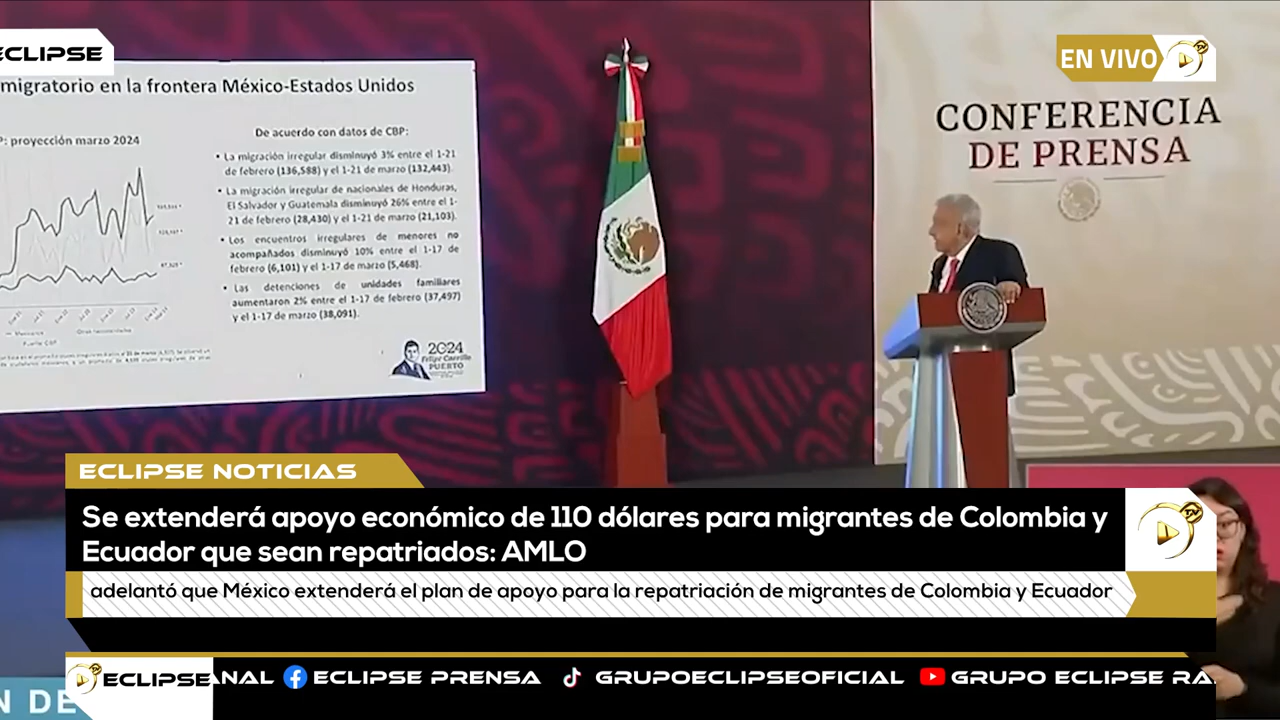 ECLIPSE
EN VIVO
migratorio en la frontera México-Estados Unidos
P: proyección marzo 2024
De acuerdo con datos de CBP:
• La migración irregular disminuyó 3% entre el 1-21
de febrero (136,588) y el 1-21 de marzo (132,443).
• La migración irregular de nacionales de Honduras,
El Salvador y Guatemala disminuyó 26% entre el 1-
21 de febrero (28,430) y el 1-21 de marzo (21,103).
• Los encuentros irregulares de menores no
acompañados disminuyó 10% entre el 1-17 de
febrero (6,101) y el 1-17 de marzo (5,468).
• Las detenciones de unidades familiares
aumentaron 2% entre el 1-17 de febrero (37,497)
y el 1-17 de marzo (38,091).
Mexicanos Otras nacionalidades
Fuente: CBP
2024
Felipe Carrillo
PUERTO
CONFERENCIA
DE PRENSA
ECLIPSE NOTICIAS
Se extenderá apoyo económico de 110 dólares para migrantes de Colombia y
Ecuador que sean repatriados: AMLO
TV
adelantó que México extenderá el plan de apoyo para la repatriación de migrantes de Colombia y Ecuador
ECLIPSE ANAL ECLIPSE PRENSA GRUPOECLIPSEOFICIAL GRUPO ECLIPSE RA
N DE